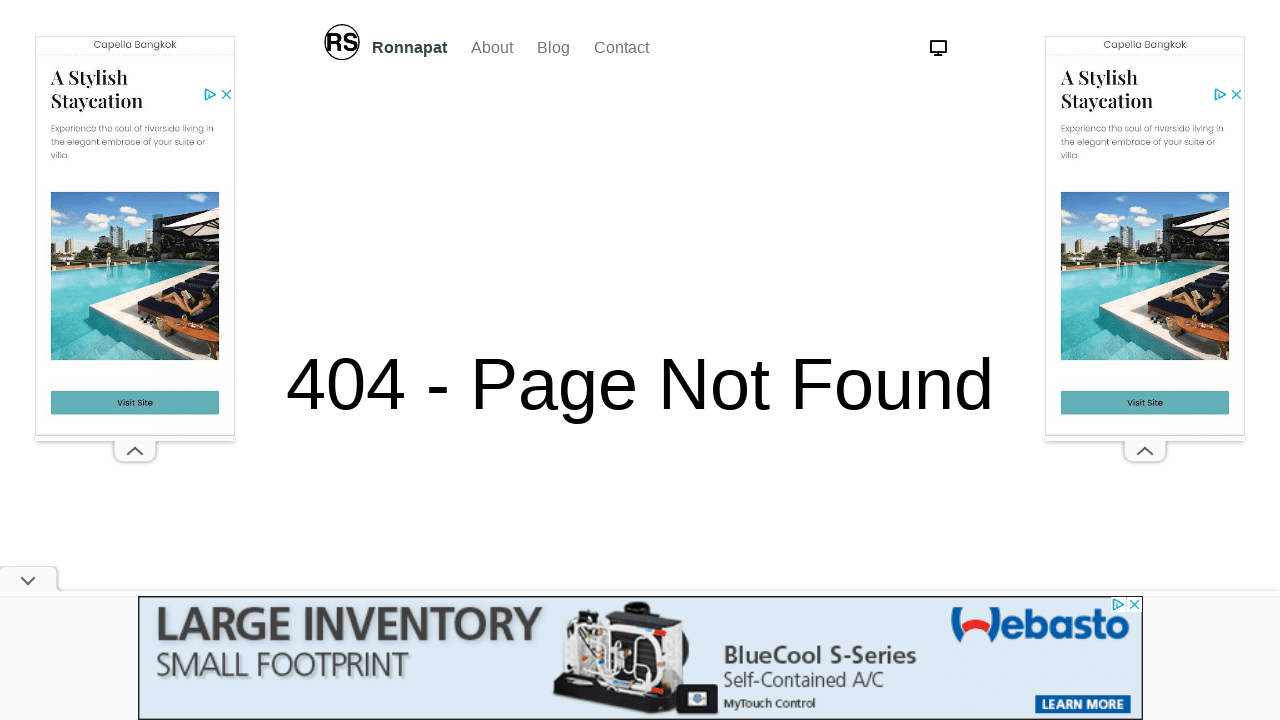 RS
Ronnapat
About
Blog
Contact
Capella Bangkok
A Stylish
Staycation
Experience the soul of riverside living in
the elegant embrace of your suite or
villa.
Visit Site
Capella Bangkok
A Stylish
Staycation
Experience the soul of riverside living in
the elegant embrace of your suite or
villa.
Visit Site
404 - Page Not Found
LARGE INVENTORY
SMALL FOOTPRINT
BlueCool S-Series
Self-Contained A/C
MyTouch Control
Webasto
LEARN MORE